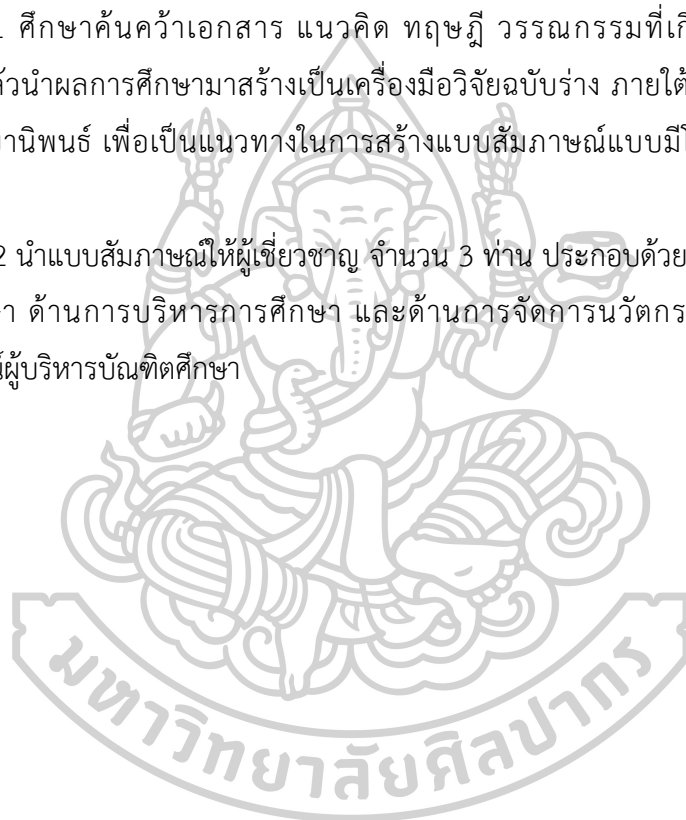 ศึกษาค้นคว้าเอกสาร แนวคิด ทฤษฎี วรรณกรรมที่เกี
ล้วนำผลการศึกษามาสร้างเป็นเครื่องมือวิจัยฉบับร่าง ภายใต้
านิพนธ์ เพื่อเป็นแนวทางในการสร้างแบบสัมภาษณ์แบบมีโ
2 นำแบบสัมภาษณ์ให้ผู้เชี่ยวชาญ จำนวน 3 ท่าน ประกอบด้วย
ษา ด้านการบริหารการศึกษา และด้านการจัดการนวัตกร
ผู้บริหารบัณฑิตศึกษา
มหาวิทยาลัยศิลปากร